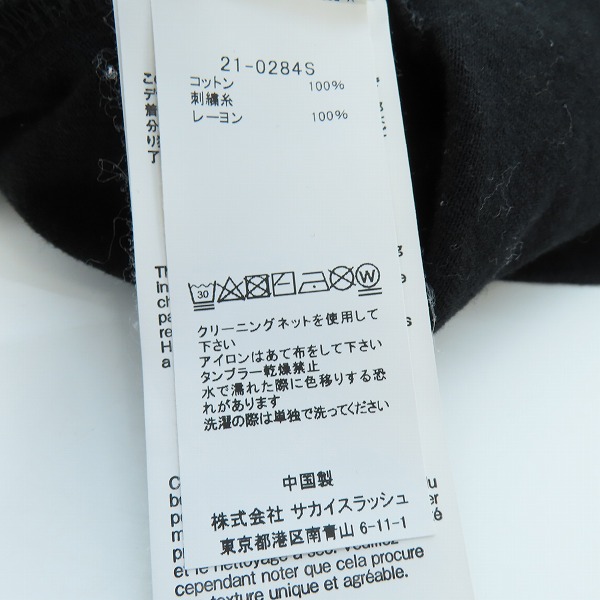 21-0284S
コットン 100%
刺繍糸
レーヨン 100%
30
W
クリーニングネットを使用して
下さい
アイロンはあて布をして下さい
タンブラー乾燥禁止
水で濡れた際に色移りする恐
れがあります
洗濯の際は単独で洗ってください
中国製
株式会社 サカイスラッシュ
東京都港区南青山 6-11-1
et le nettoyage à sec. Veuillez
cependant noter que cela procure
texture unique et agréable.